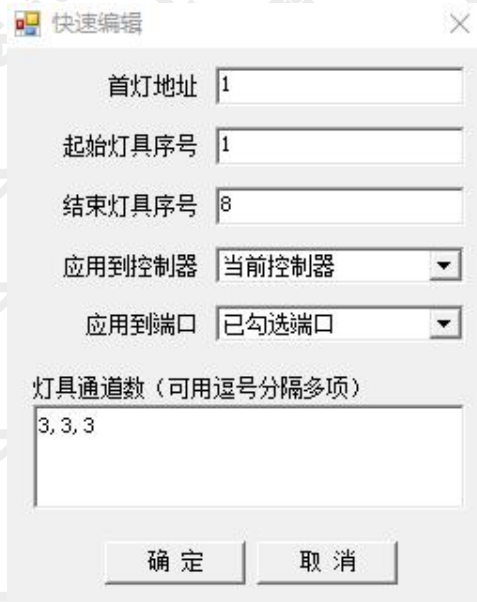 快速编辑
首灯地址 1
起始灯具序号 1
结束灯具序号 8
应用到控制器 当前控制器
应用到端口 已勾选端口
灯具通道数（可用逗号分隔多项）
3,3,3
确 定 取 消